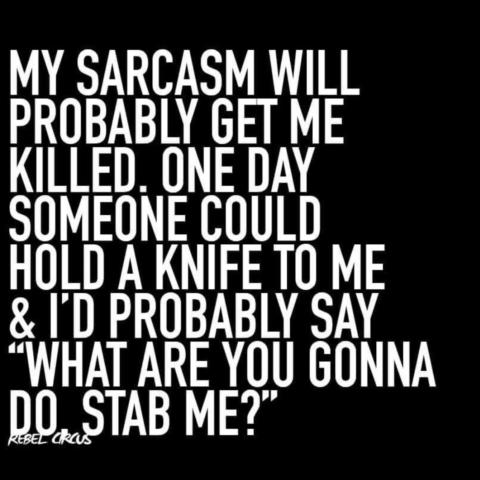 MY SARCASM WILL
PROBABLY GET ME
KILLED. ONE DAY
SOMEONE COULD
HOLD A KNIFE TO ME
& I'D PROBABLY SAY
“WHAT ARE YOU GONNA
DO, STAB ME?”
REBEL CIRCUS